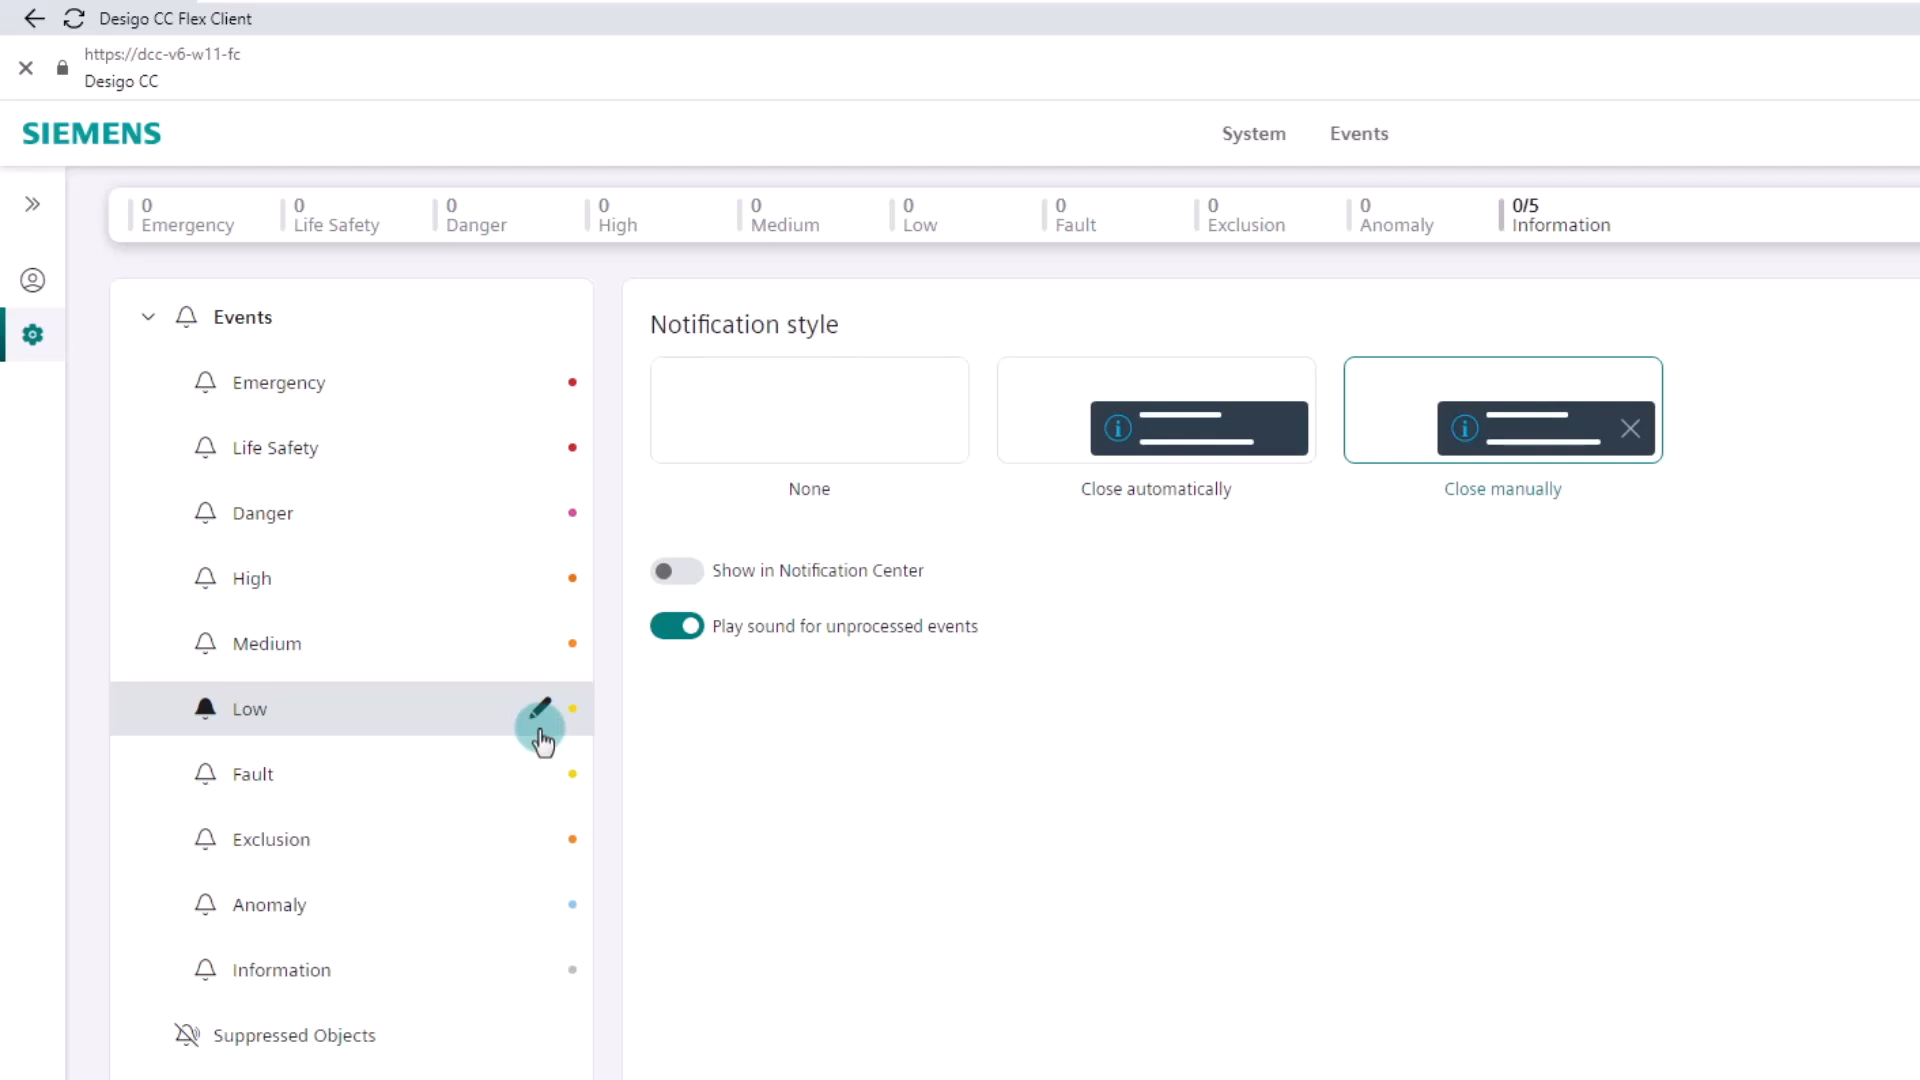 Desigo CC Flex Client
https://dcc-v6-w11-fc
Desigo CC
SIEMENS
System
Events
0
Emergency
0
Life Safety
0
Danger
0
High
0
Medium
0
Low
0
Fault
0
Exclusion
0
Anomaly
0/5
Information
Events
Emergency
Life Safety
Danger
High
Medium
Low
Fault
Exclusion
Anomaly
Information
Suppressed Objects
Notification style
None
Close automatically
Close manually
Show in Notification Center
Play sound for unprocessed events